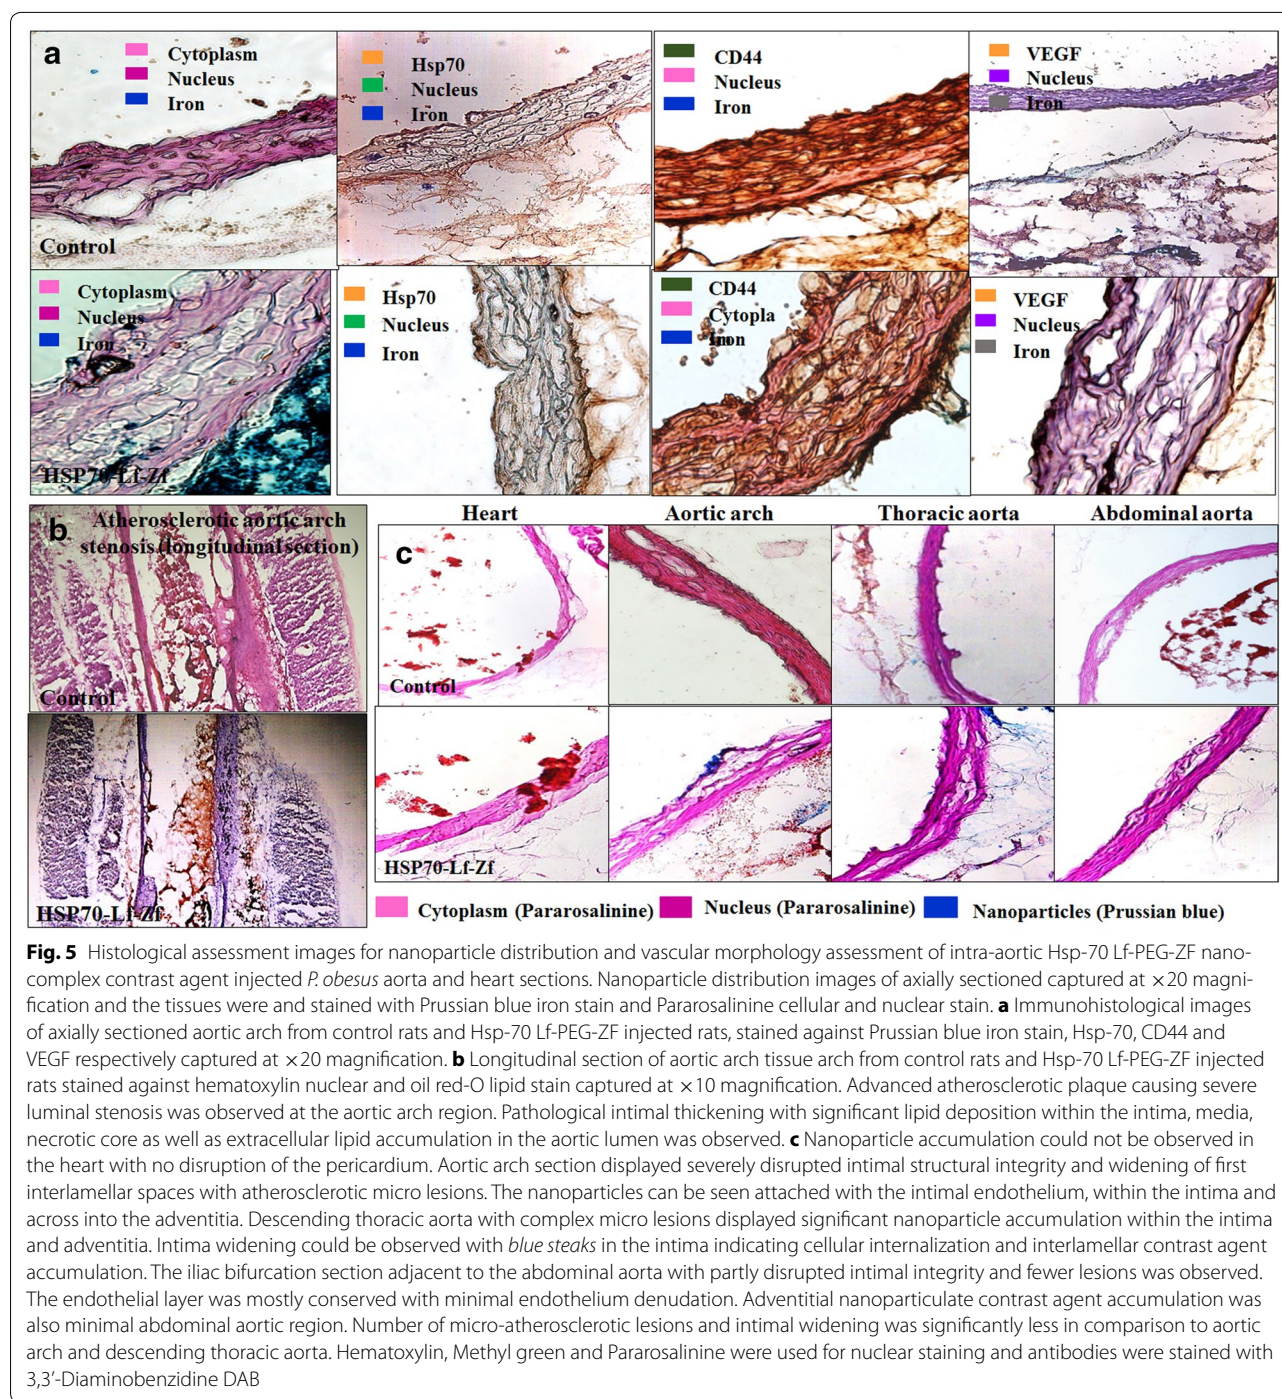 a
Cytoplasm
Nucleus
Iron
Control
Hsp70
Nucleus
Iron
CD44
Nucleus
Iron
VEGF
Nucleus
Iron
Cytoplasm
Nucleus
Iron
HSP70-Lf-Zf
Hsp70
Nucleus
Iron
CD44
Cytopla
Iron
VEGF
Nucleus
Iron
b
Atherosclerotic aortic arch
stenosis (longitudinal section)
Control
HSP70-Lf-Zf
Heart
Aortic arch
Thoracic aorta
Abdominal aorta
c
Control
HSP70-Lf-Zf
Cytoplasm (Pararosalinine)
Nucleus (Pararosalinine)
Nanoparticles (Prussian blue)
Fig. 5 Histological assessment images for nanoparticle distribution and vascular morphology assessment of intra-aortic Hsp-70 Lf-PEG-ZF nano-
complex contrast agent injected P. obesus aorta and heart sections. Nanoparticle distribution images of axially sectioned captured at ×20 magni-
fication and the tissues were and stained with Prussian blue iron stain and Pararosalinine cellular and nuclear stain. a Immunohistological images
of axially sectioned aortic arch from control rats and Hsp-70 Lf-PEG-ZF injected rats, stained against Prussian blue iron stain, Hsp-70, CD44 and
VEGF respectively captured at ×20 magnification. b Longitudinal section of aortic arch tissue arch from control rats and Hsp-70 Lf-PEG-ZF injected
rats stained against hematoxylin nuclear and oil red-O lipid stain captured at ×10 magnification. Advanced atherosclerotic plaque causing severe
luminal stenosis was observed at the aortic arch region. Pathological intimal thickening with significant lipid deposition within the intima, media,
necrotic core as well as extracellular lipid accumulation in the aortic lumen was observed. c Nanoparticle accumulation could not be observed in
the heart with no disruption of the pericardium. Aortic arch section displayed severely disrupted intimal structural integrity and widening of first
interlamellar spaces with atherosclerotic micro lesions. The nanoparticles can be seen attached with the intimal endothelium, within the intima and
across into the adventitia. Descending thoracic aorta with complex micro lesions displayed significant nanoparticle accumulation within the intima
and adventitia. Intima widening could be observed with blue steaks in the intima indicating cellular internalization and interlamellar contrast agent
accumulation. The iliac bifurcation section adjacent to the abdominal aorta with partly disrupted intimal integrity and fewer lesions was observed.
The endothelial layer was mostly conserved with minimal endothelium denudation. Adventitial nanoparticulate contrast agent accumulation was
also minimal abdominal aortic region. Number of micro-atherosclerotic lesions and intimal widening was significantly less in comparison to aortic
arch and descending thoracic aorta. Hematoxylin, Methyl green and Pararosalinine were used for nuclear staining and antibodies were stained with
3,3′-Diaminobenzidine DAB